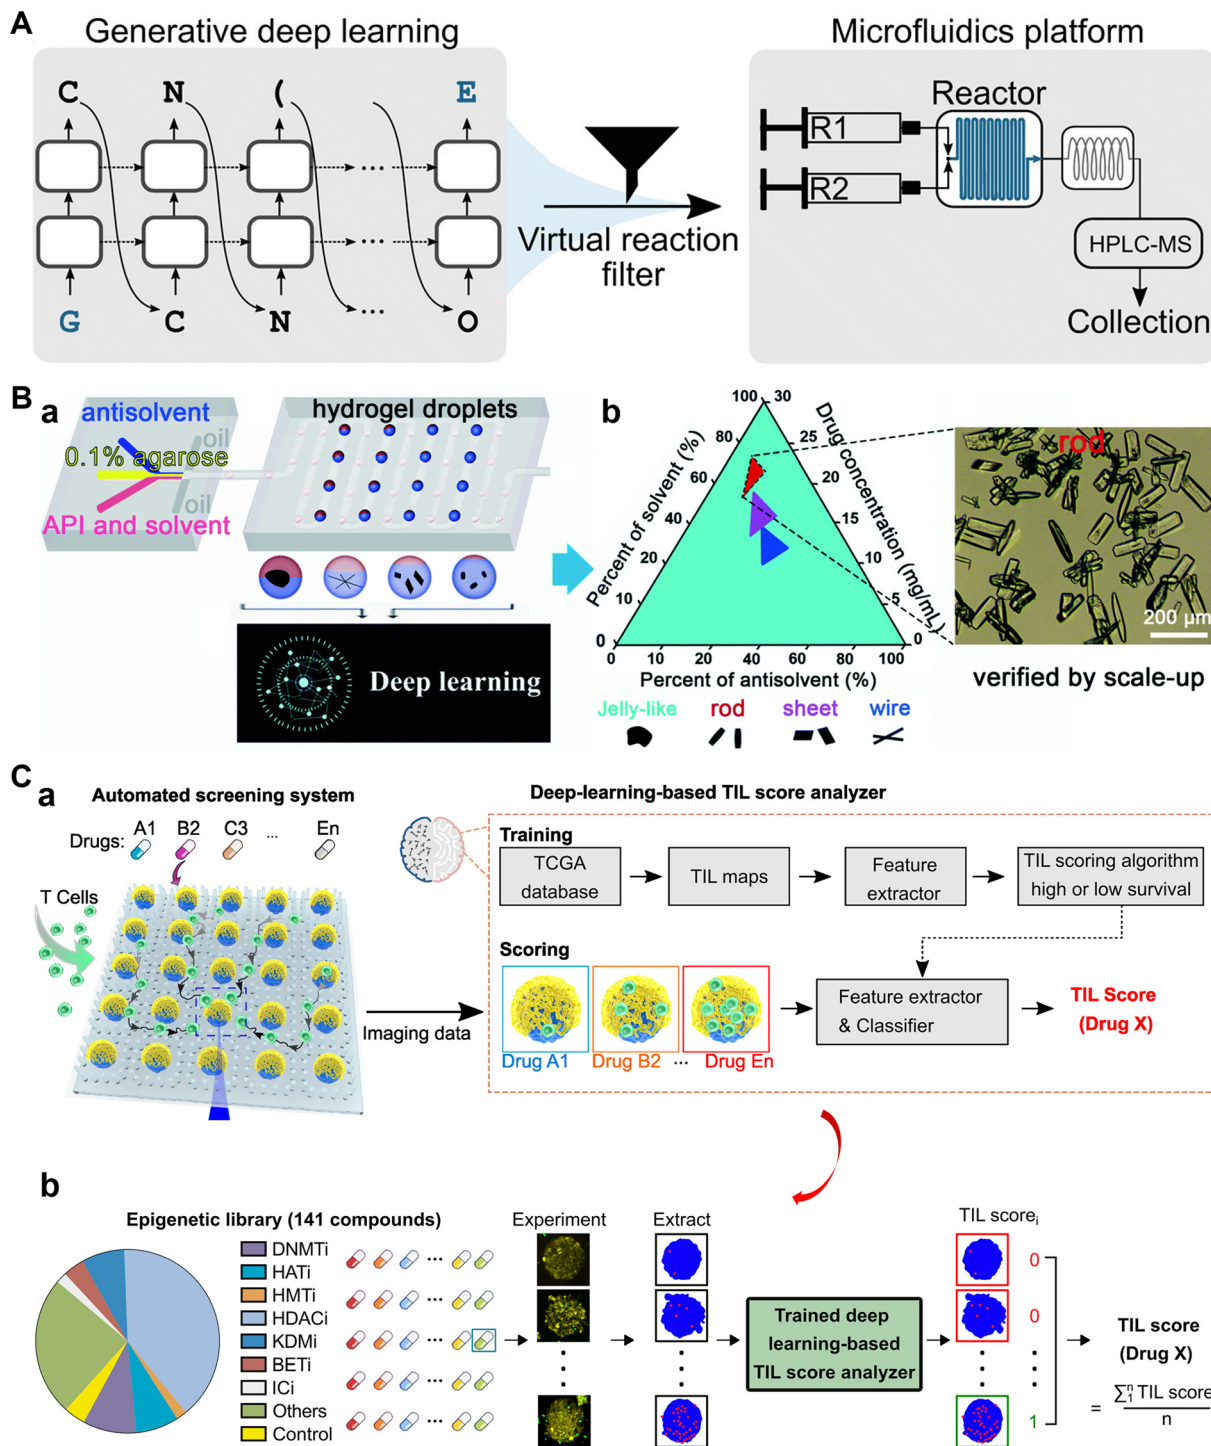 A
Generative deep learning
Microfluidics platform
C N ( ... E
G C N ... O
Virtual reaction
filter
Reactor
R1
R2
HPLC-MS
Collection
B
a
antisolvent
0.1% agarose
API and solvent
oil
oil
hydrogel droplets
Deep learning
b
100
80
60
40
20
10
0
Percent of solvent (%)
30
25
20
15
10
5
0
Drug concentration (mg/mL)
0 10 20 40 60 80 100
Percent of antisolvent (%)
Jelly-like rod sheet wire
rod
200 µm
verified by scale-up
C
a
Automated screening system
Drugs:
A1 B2 C3 ... En
T Cells
Imaging data
Deep-learning-based TIL score analyzer
Training
TCGA
database
TIL maps
Feature
extractor
TIL scoring algorithm
high or low survival
Scoring
Drug A1 Drug B2 ... Drug En
Feature extractor
& Classifier
TIL Score
(Drug X)
b
Epigenetic library (141 compounds)
DNMTi
HATi
HMTi
HDACi
KDMi
BETi
ICi
Others
Control
Experiment
Extract
Trained deep
learning-based
TIL score analyzer
TIL scoreᵢ
0
0
1
TIL score
(Drug X)
= ∑₁ⁿ TIL score
n